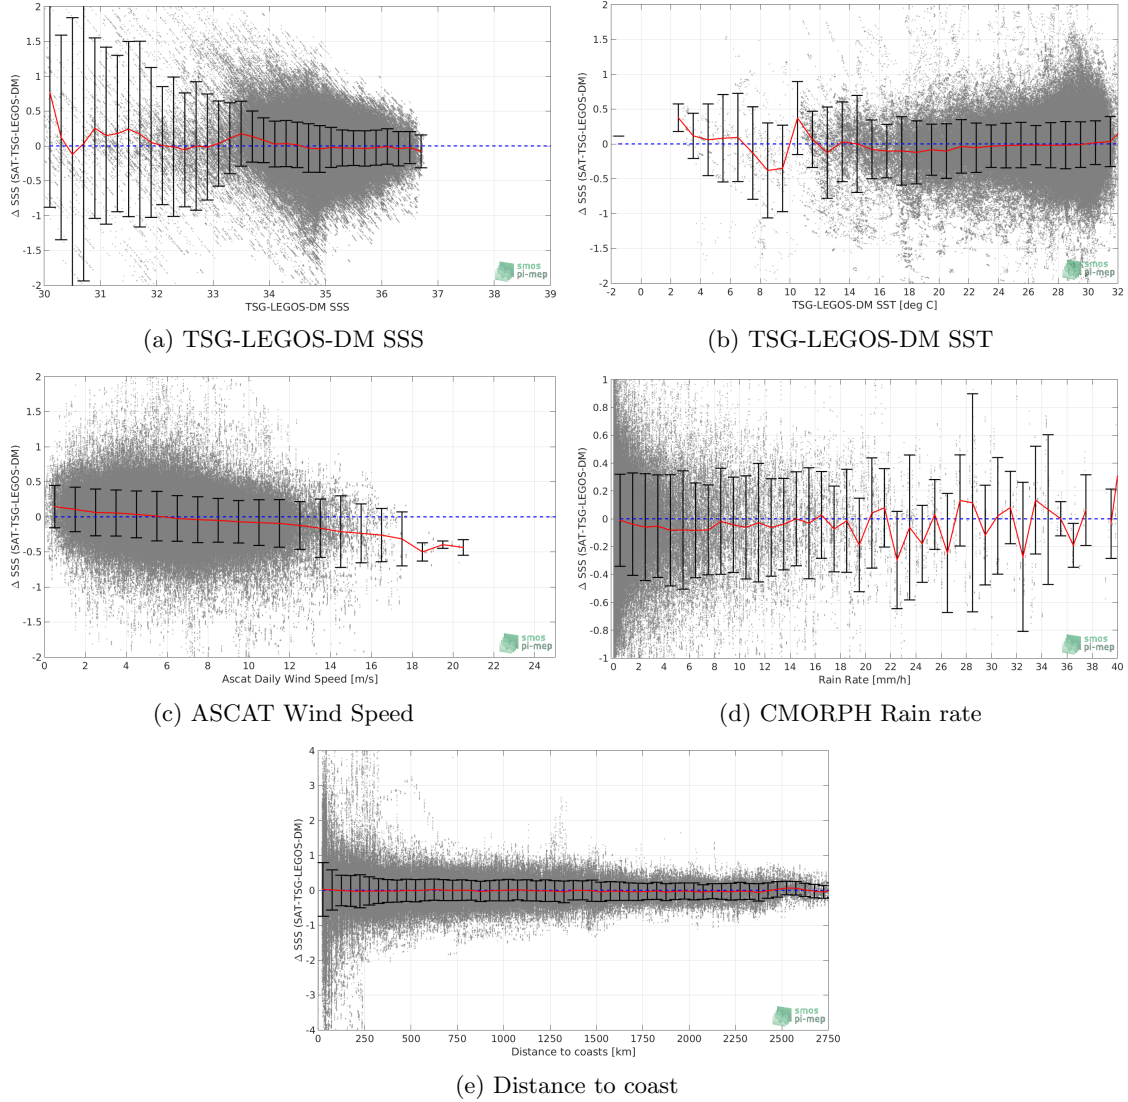 2
1.5
1
0.5
0
-0.5
-1
-1.5
-2
Δ SSS (SAT-TSG-LEGOS-DM)
30 31 32 33 34 35 36 37 38 39
TSG-LEGOS-DM SSS
smos
pi-mep
(a) TSG-LEGOS-DM SSS
2
1.5
1
0.5
0
-0.5
-1
-1.5
-2
Δ SSS (SAT-TSG-LEGOS-DM)
-2 0 2 4 6 8 10 12 14 16 18 20 22 24 26 28 30 32
TSG-LEGOS-DM SST [deg C]
smos
pi-mep
(b) TSG-LEGOS-DM SST
2
1.5
1
0.5
0
-0.5
-1
-1.5
-2
Δ SSS (SAT-TSG-LEGOS-DM)
0 2 4 6 8 10 12 14 16 18 20 22 24
Ascat Daily Wind Speed [m/s]
smos
pi-mep
(c) ASCAT Wind Speed
1
0.8
0.6
0.4
0.2
0
-0.2
-0.4
-0.6
-0.8
-1
Δ SSS (SAT-TSG-LEGOS-DM)
0 2 4 6 8 10 12 14 16 18 20 22 24 26 28 30 32 34 36 38 40
Rain Rate [mm/h]
smos
pi-mep
(d) CMORPH Rain rate
4
3
2
1
0
-1
-2
-3
-4
Δ SSS (SAT-TSG-LEGOS-DM)
0 250 500 750 1000 1250 1500 1750 2000 2250 2500 2750
Distance to coasts [km]
smos
pi-mep
(e) Distance to coast